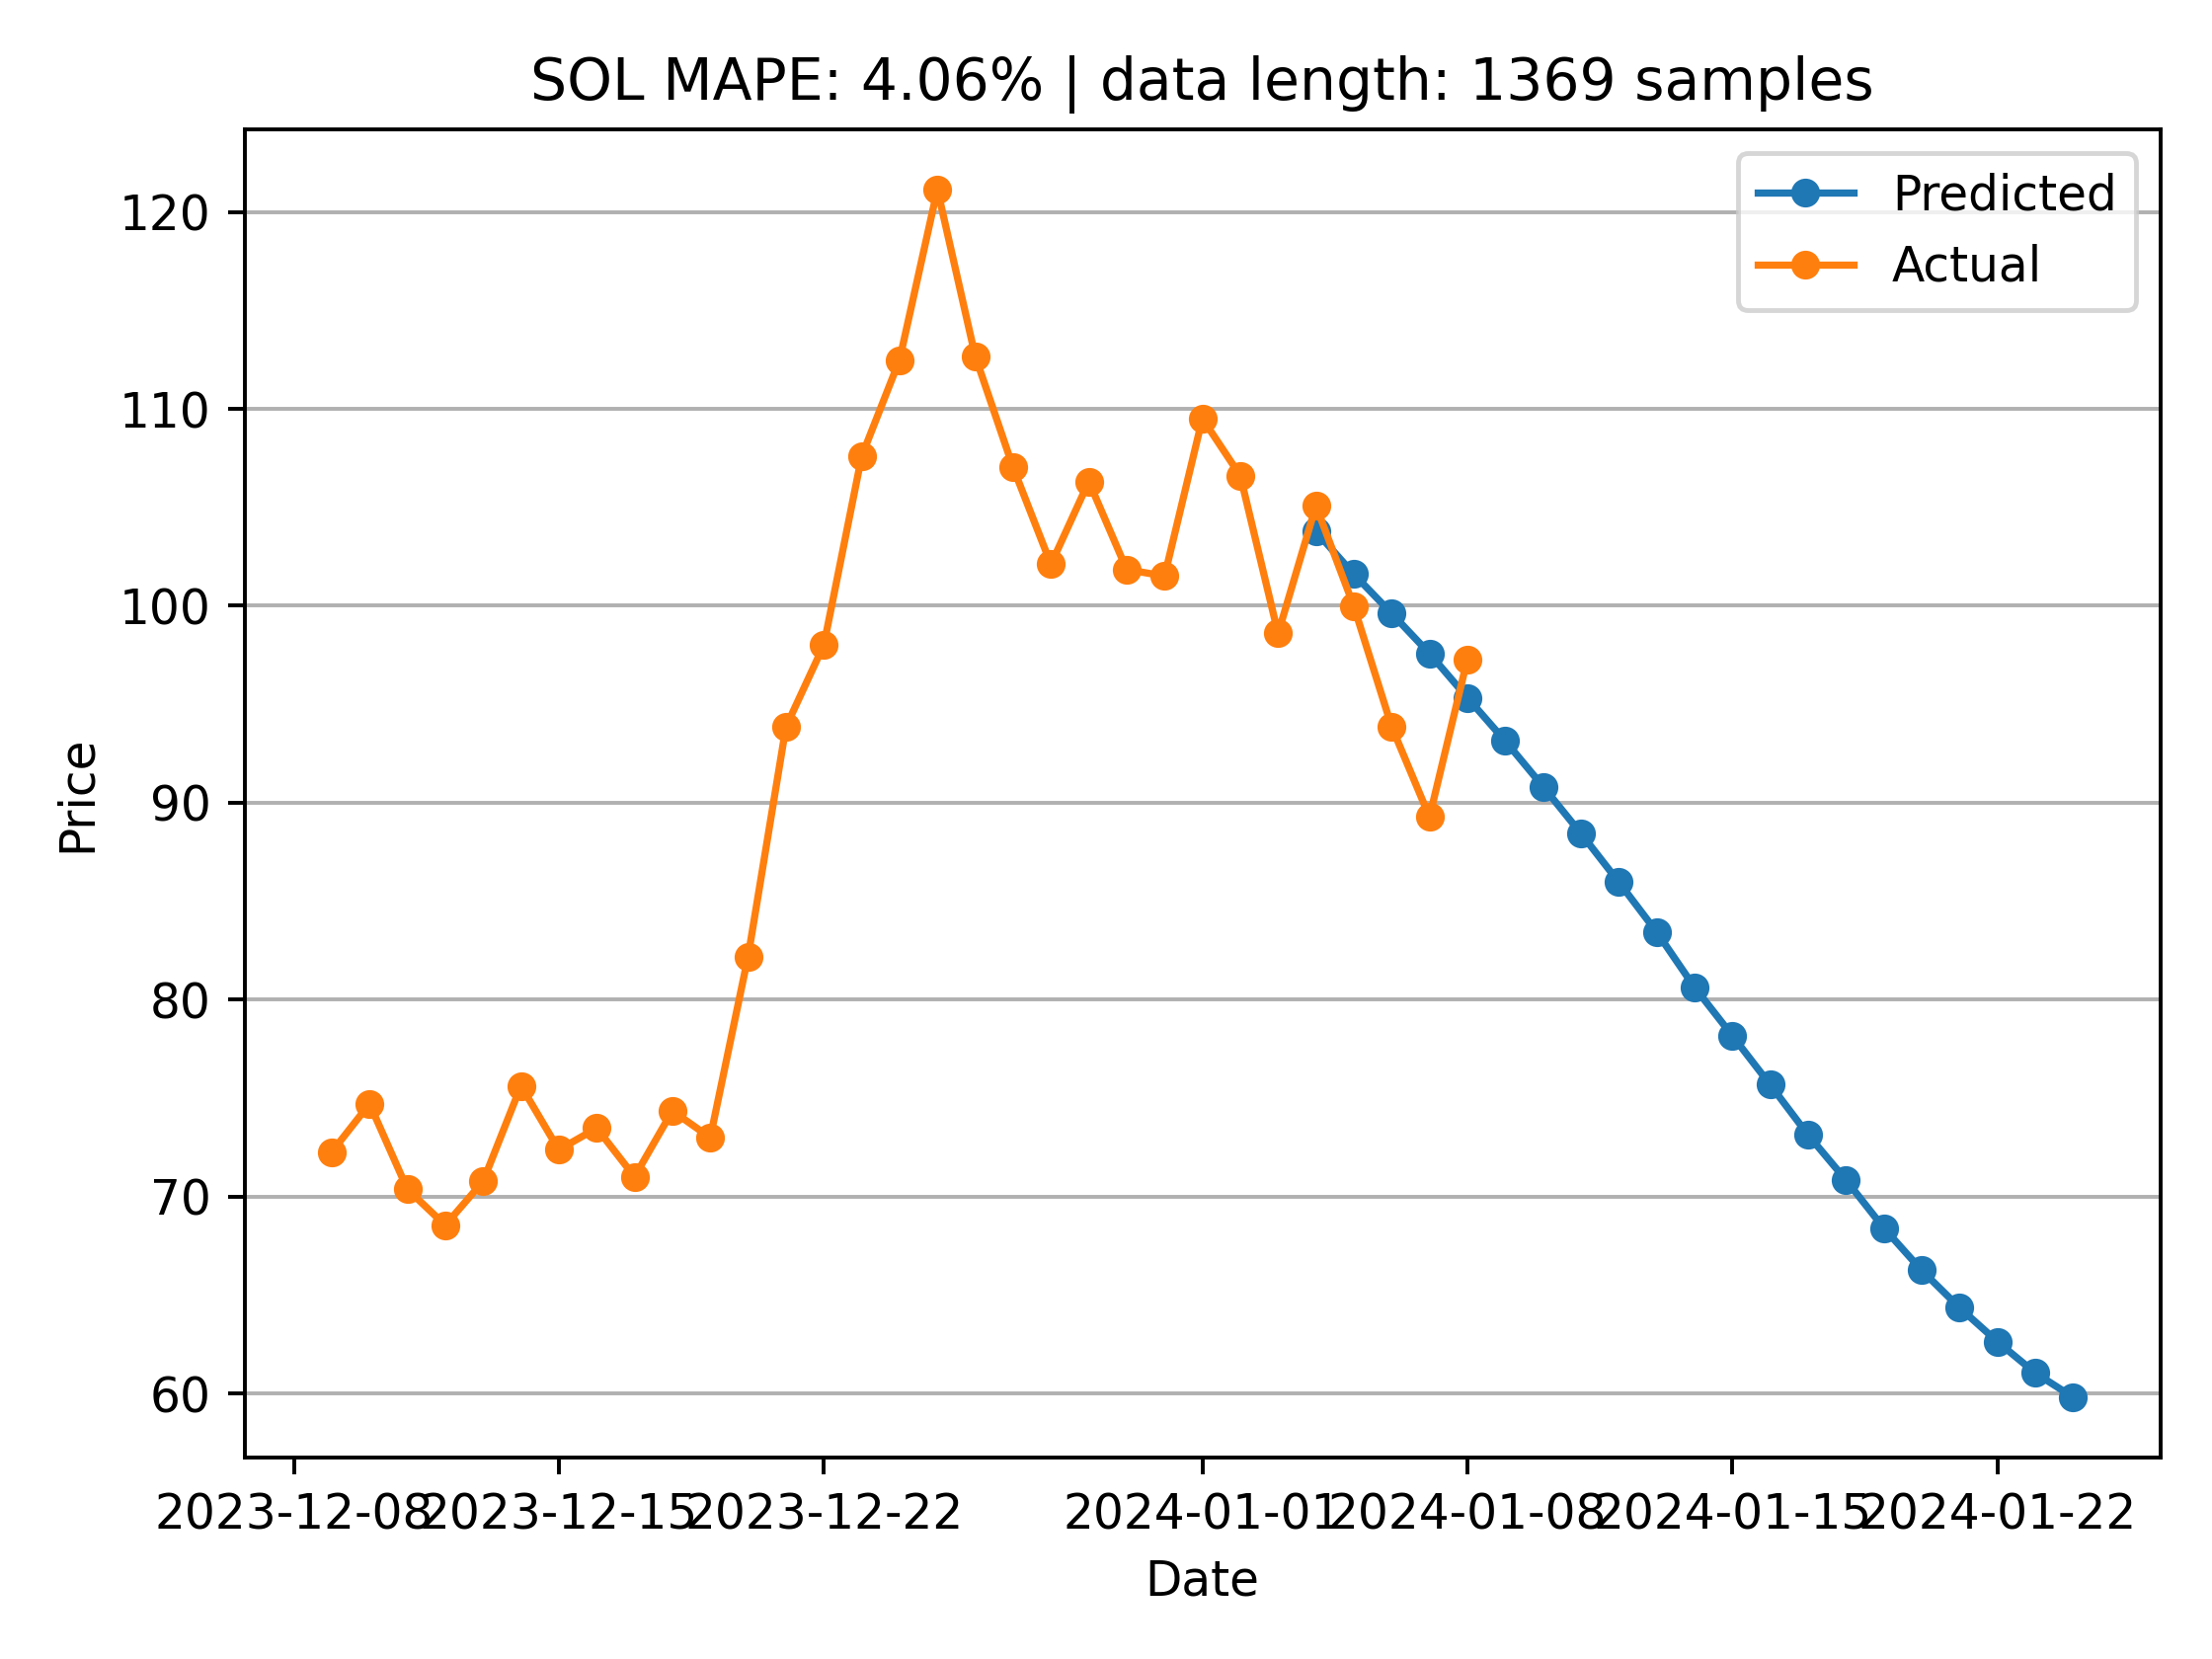 SOL MAPE: 4.06% | data length: 1369 samples
Predicted
Actual
120
110
100
90
80
70
60
Price
2023-12-08 2023-12-15 2023-12-22 2024-01-01 2024-01-08 2024-01-15 2024-01-22
Date